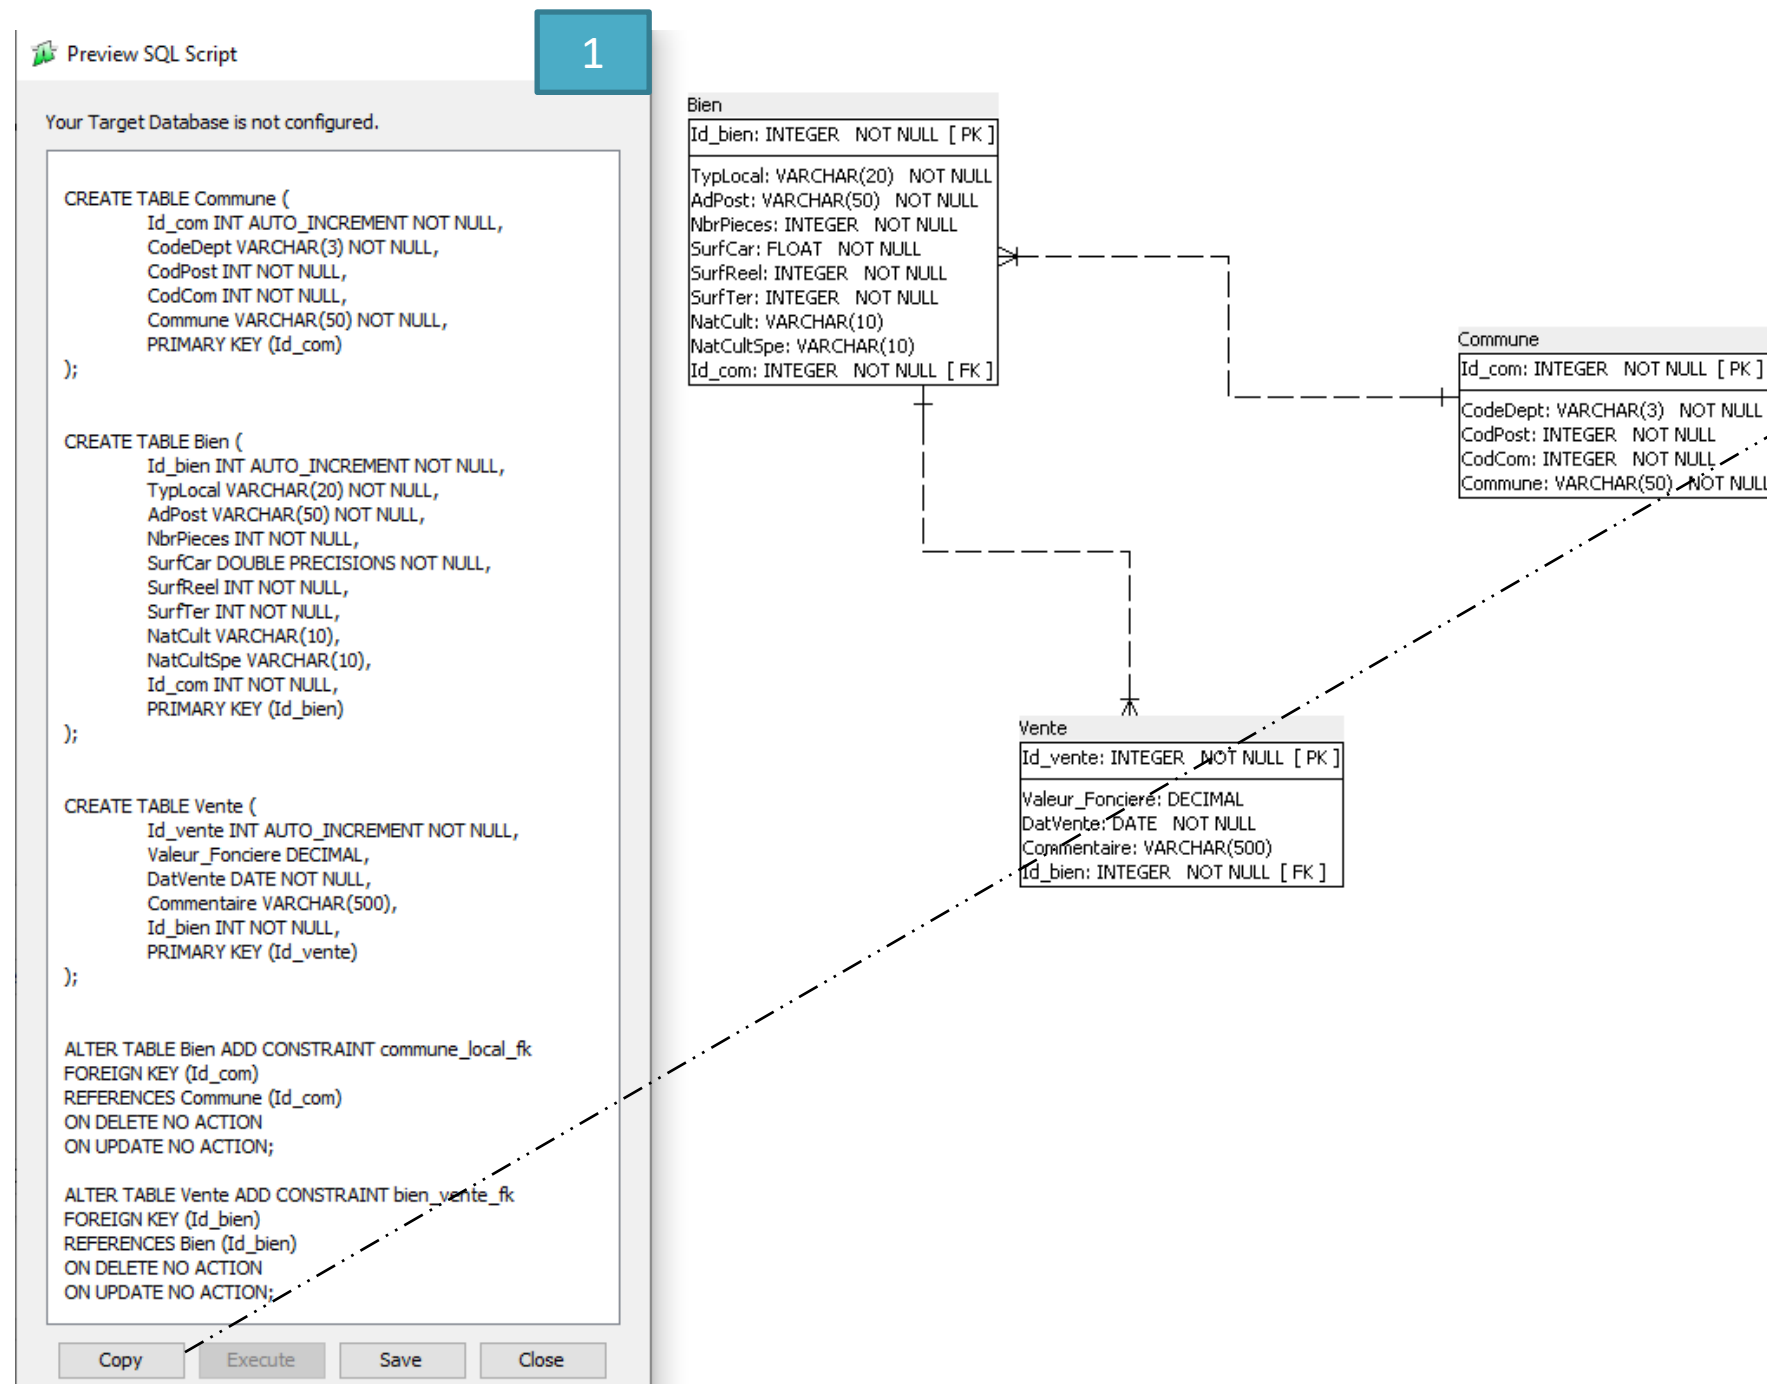 Preview SQL Script
1
Your Target Database is not configured.
CREATE TABLE Commune (
Id_com INT AUTO_INCREMENT NOT NULL,
CodeDept VARCHAR(3) NOT NULL,
CodPost INT NOT NULL,
CodCom INT NOT NULL,
Commune VARCHAR(50) NOT NULL,
PRIMARY KEY (Id_com)
);
CREATE TABLE Bien (
Id_bien INT AUTO_INCREMENT NOT NULL,
TypLocal VARCHAR(20) NOT NULL,
AdPost VARCHAR(50) NOT NULL,
NbrPieces INT NOT NULL,
SurfCar DOUBLE PRECISIONS NOT NULL,
SurfReel INT NOT NULL,
SurfTer INT NOT NULL,
NatCult VARCHAR(10),
NatCultSpe VARCHAR(10),
Id_com INT NOT NULL,
PRIMARY KEY (Id_bien)
);
CREATE TABLE Vente (
Id_vente INT AUTO_INCREMENT NOT NULL,
Valeur_Fonciere DECIMAL,
DatVente DATE NOT NULL,
Commentaire VARCHAR(500),
Id_bien INT NOT NULL,
PRIMARY KEY (Id_vente)
);
ALTER TABLE Bien ADD CONSTRAINT commune_local_fk
FOREIGN KEY (Id_com)
REFERENCES Commune (Id_com)
ON DELETE NO ACTION
ON UPDATE NO ACTION;
ALTER TABLE Vente ADD CONSTRAINT bien_vente_fk
FOREIGN KEY (Id_bien)
REFERENCES Bien (Id_bien)
ON DELETE NO ACTION
ON UPDATE NO ACTION;
Copy
Execute
Save
Close
Bien
Id_bien: INTEGER NOT NULL [ PK ]
TypLocal: VARCHAR(20) NOT NULL
AdPost: VARCHAR(50) NOT NULL
NbrPieces: INTEGER NOT NULL
SurfCar: FLOAT NOT NULL
SurfReel: INTEGER NOT NULL
SurfTer: INTEGER NOT NULL
NatCult: VARCHAR(10)
NatCultSpe: VARCHAR(10)
Id_com: INTEGER NOT NULL [ FK ]
Commune
Id_com: INTEGER NOT NULL [ PK ]
CodeDept: VARCHAR(3) NOT NULL
CodPost: INTEGER NOT NULL
CodCom: INTEGER NOT NULL
Commune: VARCHAR(50) NOT NULL
Vente
Id_vente: INTEGER NOT NULL [ PK ]
Valeur_Fonciere: DECIMAL
DatVente: DATE NOT NULL
Commentaire: VARCHAR(500)
Id_bien: INTEGER NOT NULL [ FK ]